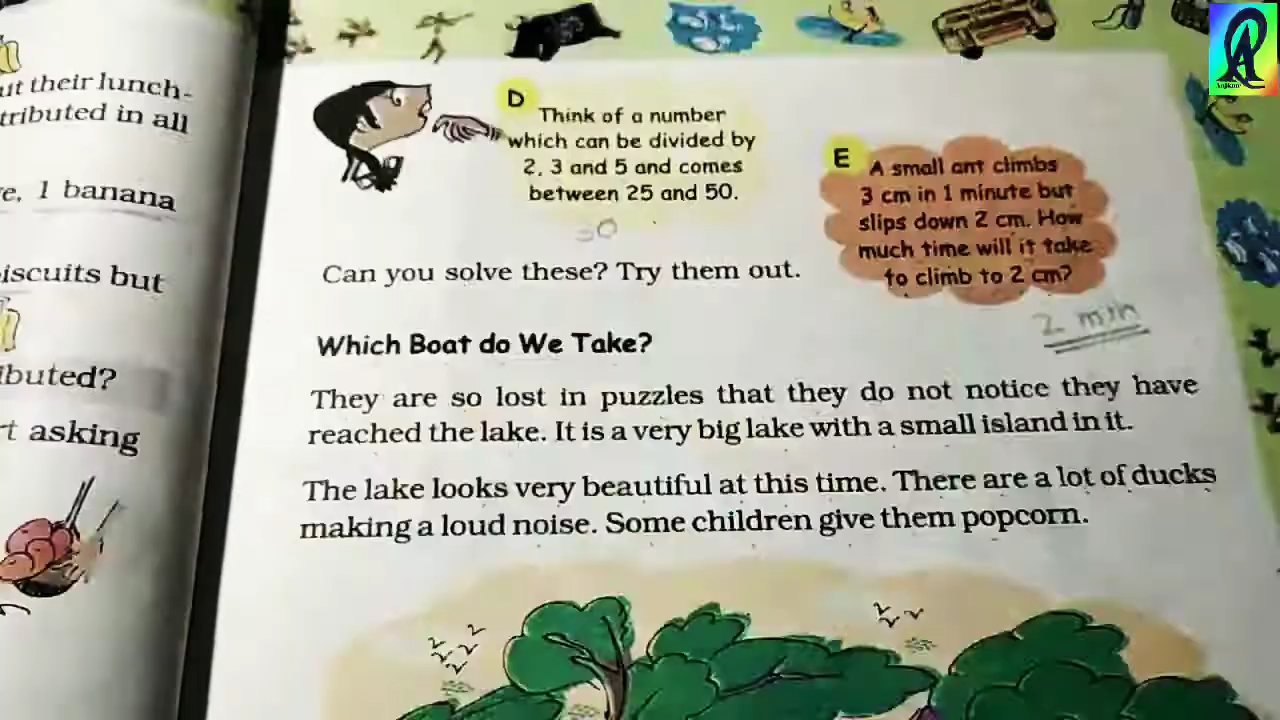 ut their lunch-
tributed in all
e, 1 banana
iscuits but
ibuted?
t asking
D
Think of a number
which can be divided by
2, 3 and 5 and comes
between 25 and 50.
E
A small ant climbs
3 cm in 1 minute but
slips down 2 cm. How
much time will it take
to climb to 2 cm?
2 min
Can you solve these? Try them out.
Which Boat do We Take?
They are so lost in puzzles that they do not notice they have
reached the lake. It is a very big lake with a small island in it.
The lake looks very beautiful at this time. There are a lot of ducks
making a loud noise. Some children give them popcorn.